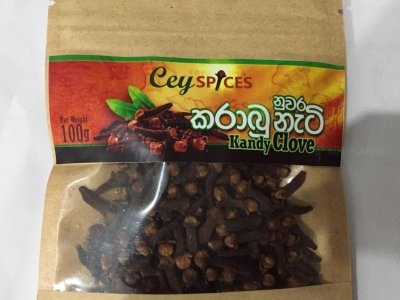 Cey SPICES
නුවර
කරාබු නැටි
Kandy Clove
Net Weight
100g